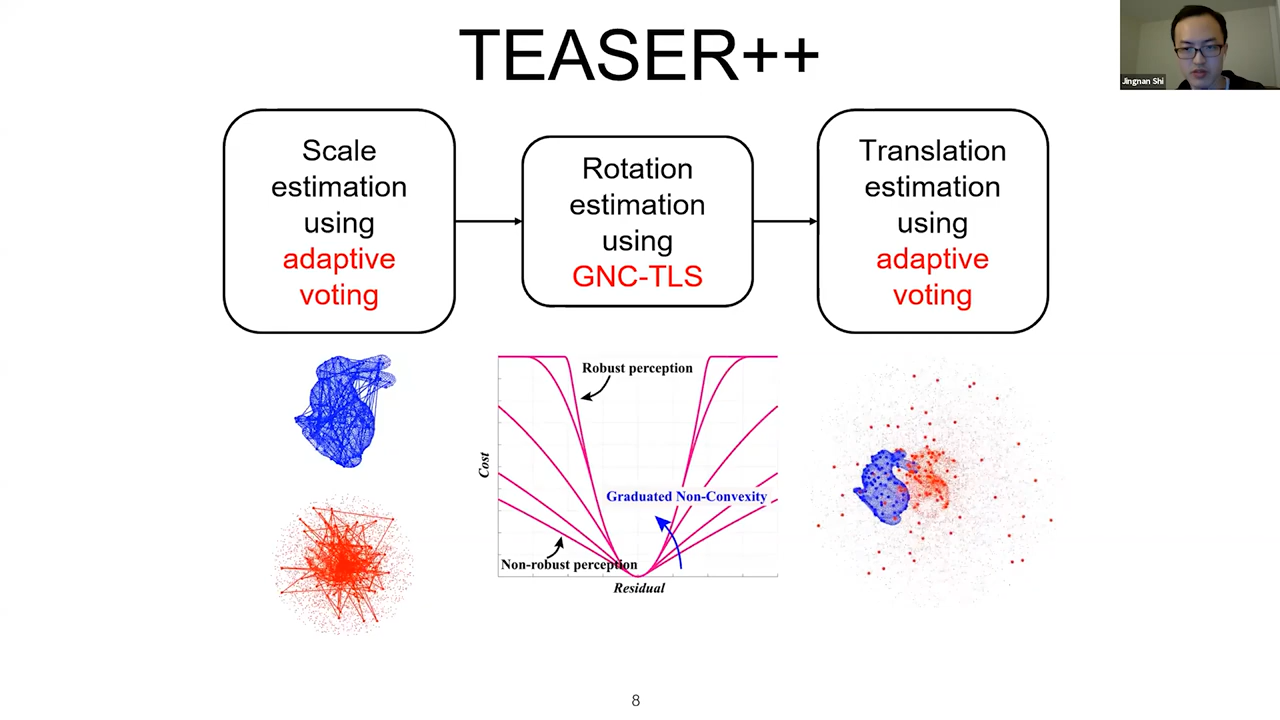 TEASER++
Jingnan Shi
Scale
estimation
using
adaptive
voting
Rotation
estimation
using
GNC-TLS
Translation
estimation
using
adaptive
voting
Robust perception
Cost
Graduated Non-Convexity
Non-robust perception
Residual
8